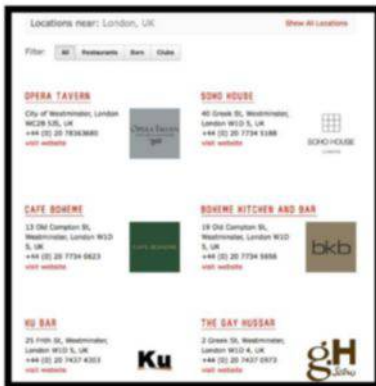 Locations near: London, UK
Show All Locations
Filter: All Restaurants Bars Clubs
OPERA TAVERN
City of Westminster, London
WC2B 5JS, UK
+44 (0) 20 78363680
visit website
OPERA TAVERN
SOHO HOUSE
40 Greek St, Westminster,
London W1D 5, UK
+44 (0) 20 7734 5188
visit website
SOHO HOUSE
CAFE BOHEME
13 Old Compton St,
Westminster, London W1D
5, UK
+44 (0) 20 7734 0623
visit website
CAFE BOHEME
BOHEME KITCHEN AND BAR
19 Old Compton St,
Westminster, London W1D
5, UK
+44 (0) 20 7734 5656
visit website
bkb
KU BAR
25 Frith St, Westminster,
London W1D 5, UK
+44 (0) 20 7437 4303
visit website
Ku
THE GAY HUSSAR
2 Greek St, Westminster,
London W1D 4, UK
+44 (0) 20 7437 0973
visit website
gH
Soho